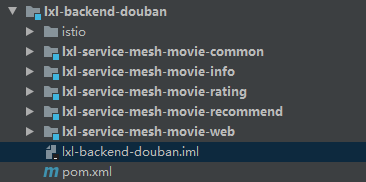 lxl-backend-douban
istio
lxl-service-mesh-movie-common
lxl-service-mesh-movie-info
lxl-service-mesh-movie-rating
lxl-service-mesh-movie-recommend
lxl-service-mesh-movie-web
lxl-backend-douban.iml
m pom.xml